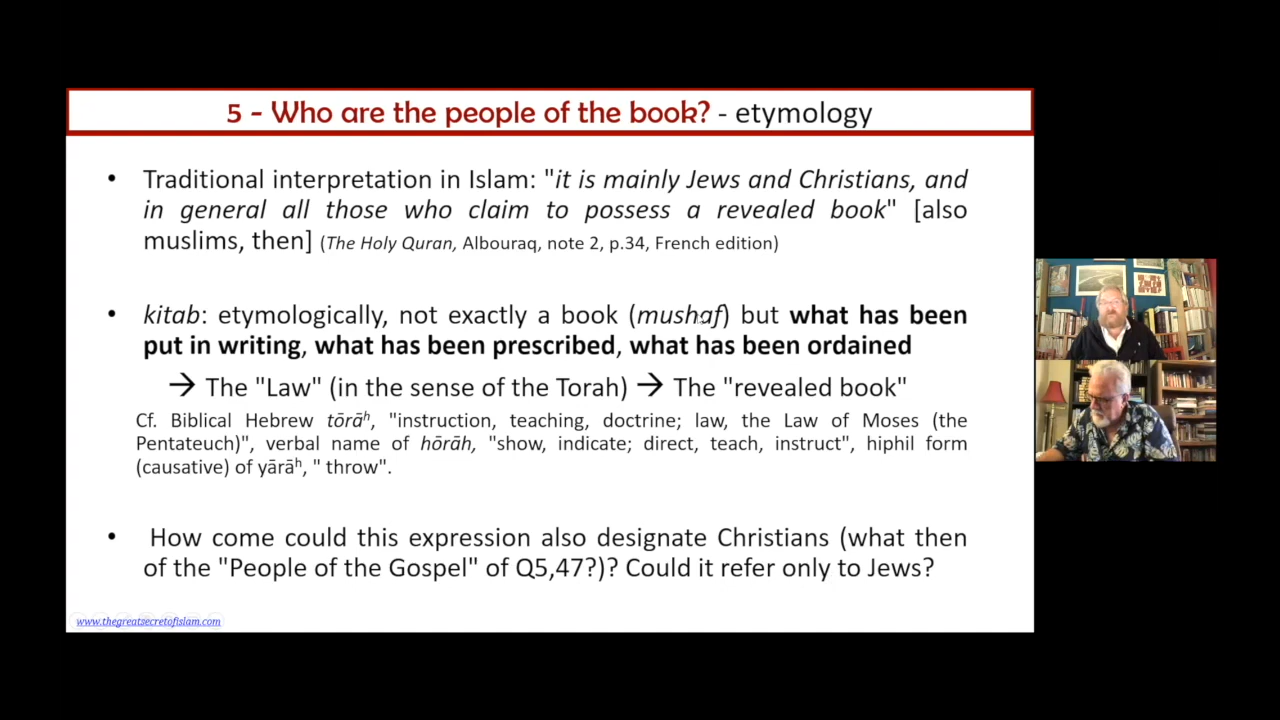 5 - Who are the people of the book? - etymology
• Traditional interpretation in Islam: "it is mainly Jews and Christians, and
in general all those who claim to possess a revealed book" [also
muslims, then] (The Holy Quran, Albouraq, note 2, p.34, French edition)
• kitab: etymologically, not exactly a book (mushaf) but what has been
put in writing, what has been prescribed, what has been ordained
→ The "Law" (in the sense of the Torah) → The "revealed book"
Cf. Biblical Hebrew tōrāʰ, "instruction, teaching, doctrine; law, the Law of Moses (the
Pentateuch)", verbal name of hōrāh, "show, indicate; direct, teach, instruct", hiphil form
(causative) of yārāʰ, " throw".
• How come could this expression also designate Christians (what then
of the "People of the Gospel" of Q5,47?)? Could it refer only to Jews?
www.thegreatsecretofislam.com